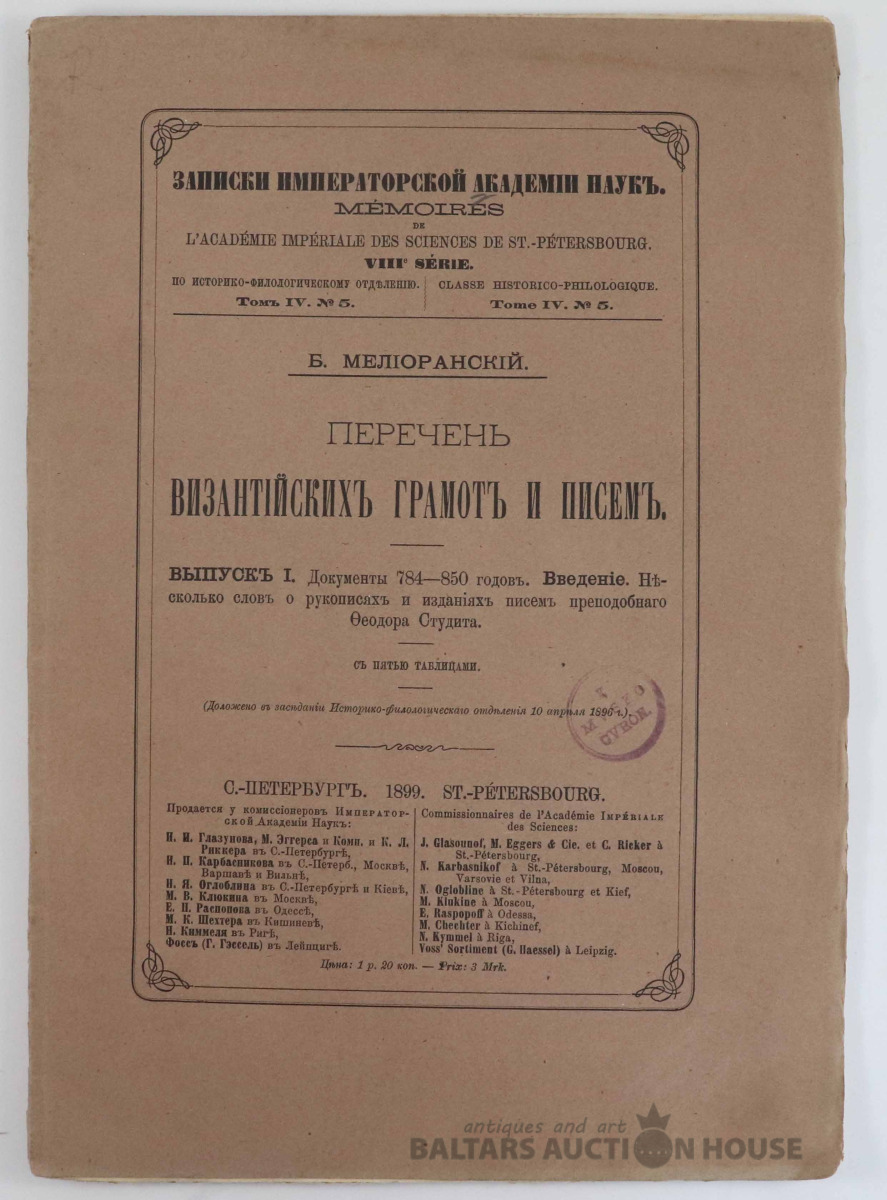 ЗАПИСКИ ИМПЕРАТОРСКОЙ АКАДЕМІИ НАУКЪ.
MÉMOIRES
DE
L'ACADÉMIE IMPÉRIALE DES SCIENCES DE ST.-PÉTERSBOURG.
VIIIᵉ SÉRIE.
ПО ИСТОРИКО-ФИЛОЛОГИЧЕСКОМУ ОТДѢЛЕНІЮ.
Томъ IV. № 5.
CLASSE HISTORICO-PHILOLOGIQUE.
Tome IV. № 5.
Б. МЕЛІОРАНСКІЙ.
ПЕРЕЧЕНЬ
ВИЗАНТІЙСКИХЪ ГРАМОТЪ И ПИСЕМЪ.
ВЫПУСКЪ I. Документы 784—850 годовъ. Введеніе. Нѣ-
сколько словъ о рукописяхъ и изданіяхъ писемъ преподобнаго
Ѳеодора Студита.
СЪ ПЯТЬЮ ТАБЛИЦАМИ.
(Доложено въ засѣданіи Историко-филологическаго отдѣленія 10 апрѣля 1896 г.).
С.-ПЕТЕРБУРГЪ. 1899. ST.-PÉTERSBOURG.
Продается у комиссіонеровъ ИМПЕРАТОР-
СКОЙ Академіи Наукъ:
И. И. Глазунова, М. Эггерса и Комп. и К. Л.
Риккера въ С.-Петербургѣ,
Н. П. Карбасникова въ С.-Петерб., Москвѣ,
Варшавѣ и Вильнѣ,
Н. Я. Оглоблина въ С.-Петербургѣ и Кіевѣ,
М. В. Клюкина въ Москвѣ,
Е. П. Распопова въ Одессѣ,
М. К. Шехтера въ Кишиневѣ,
Н. Киммеля въ Ригѣ,
Фоссъ (Г. Гэссель) въ Лейпцигѣ.
Commissionnaires de l'Académie IMPÉRIALE
des Sciences:
J. Glasounof, M. Eggers & Cie. et C. Ricker à
St.-Pétersbourg,
N. Karbasnikof à St.-Pétersbourg, Moscou,
Varsovie et Vilna,
N. Oglobline à St.-Pétersbourg et Kief,
M. Klukine à Moscou,
E. Raspopoff à Odessa,
M. Chechter à Kichinef,
N. Kymmel à Riga,
Voss' Sortiment (G. Haessel) à Leipzig.
Цѣна: 1 р. 20 коп. — Prix: 3 Mrk.
antiques and art
BALTARS AUCTION HOUSE